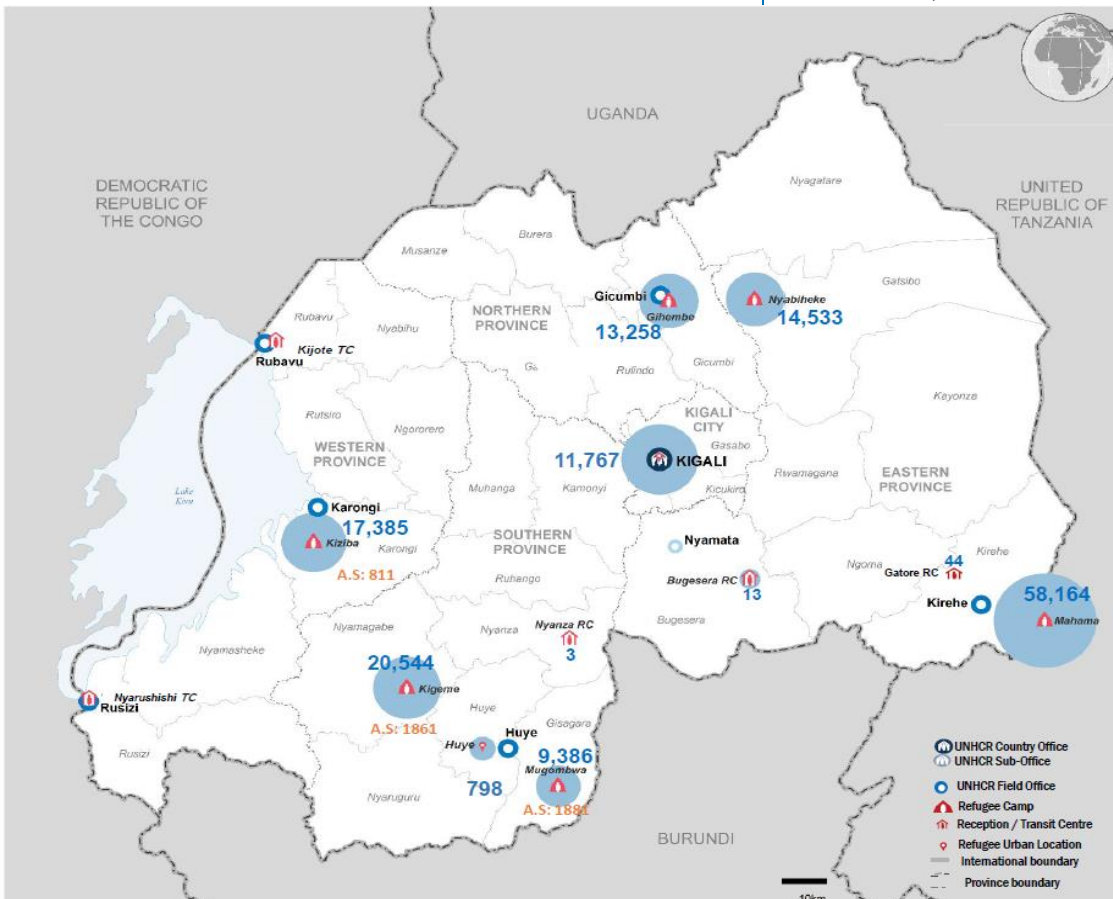 UGANDA
DEMOCRATIC
REPUBLIC OF
THE CONGO
UNITED
REPUBLIC OF
TANZANIA
Nyagatare
Burera
Musanze
Gatsibo
Gicumbi
Nyabiheke
Gihembe
14,533
NORTHERN
PROVINCE
13,258
Rubavu
Nyabihu
Kijote TC
Rubavu
Gicumbi
Rulindo
Ga
Kayonza
KIGALI
CITY
Rutsiro
Ngororero
WESTERN
PROVINCE
Gasabo
11,767
KIGALI
Rwamagana
EASTERN
PROVINCE
Muhanga
Kamonyi
Kicukiro
Lake
Kivu
Karongi
17,385
Kiziba
Karongi
A.S: 811
SOUTHERN
PROVINCE
Nyamata
Ruhango
Bugesera RC
13
Ngoma
44
Gatore RC
Kirehe
Kirehe
58,164
Mahama
Bugesera
Nyamagabe
Nyanza
Nyanza RC
3
Nyamasheke
20,544
Kigeme
A.S: 1861
Nyarushishi TC
Rusizi
Rusizi
Huye
Gisagara
Huye
Huye
798
9,386
Mugombwa
A.S: 1881
Nyaruguru
BURUNDI
UNHCR Country Office
UNHCR Sub-Office
UNHCR Field Office
Refugee Camp
Reception / Transit Centre
Refugee Urban Location
International boundary
Province boundary
10km